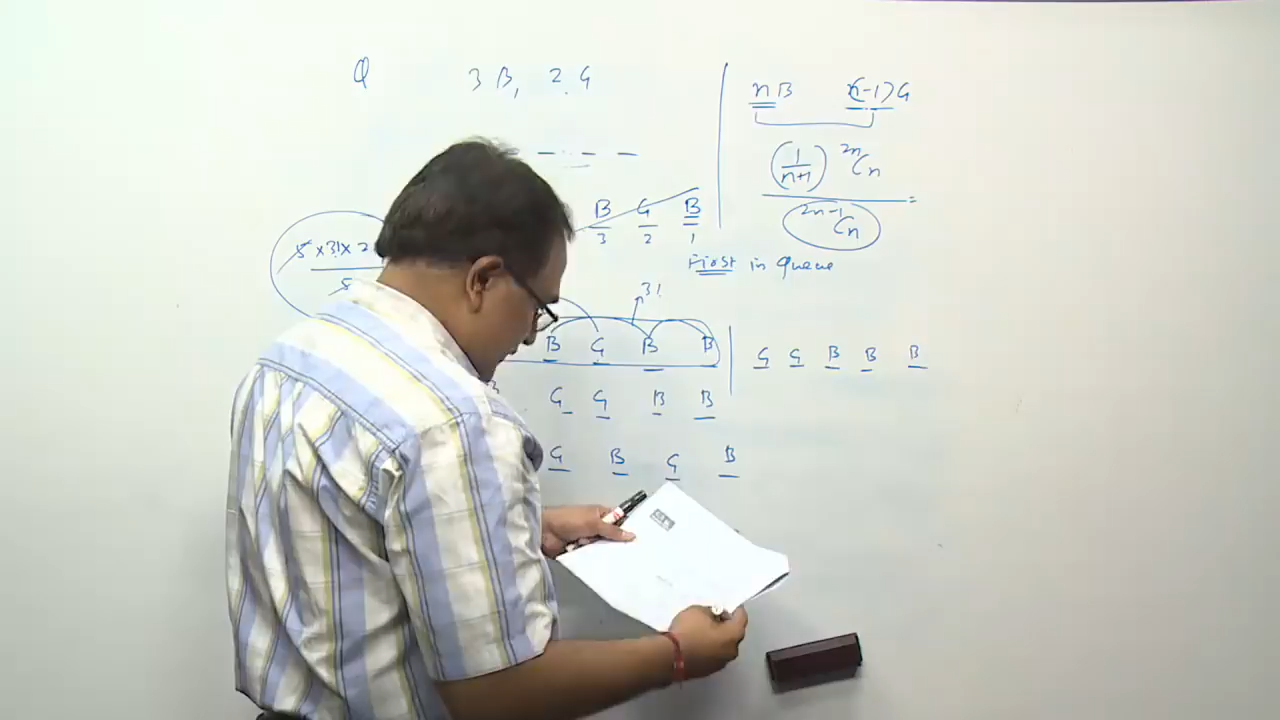 Q 3 B, 2 G
B G B
3 2 1
5 × 3! × 2
5
3!
B G B B
G G B B
G B G B
nB (n-1)G
(1/n+1) 2nCn
2n-1Cn =
First in Queue
G G B B B